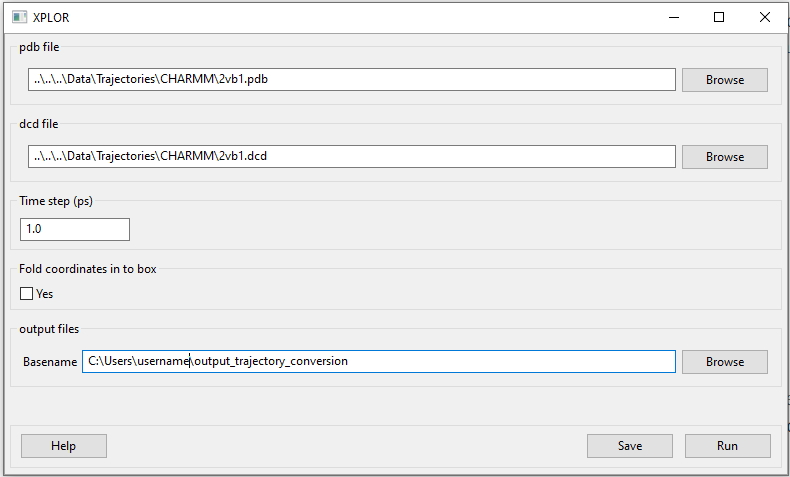 XPLOR
pdb file
..\..\..\Data\Trajectories\CHARMM\2vb1.pdb
Browse
dcd file
..\..\..\Data\Trajectories\CHARMM\2vb1.dcd
Browse
Time step (ps)
1.0
Fold coordinates in to box
Yes
output files
Basename C:\Users\username\output_trajectory_conversion
Browse
Help Save Run